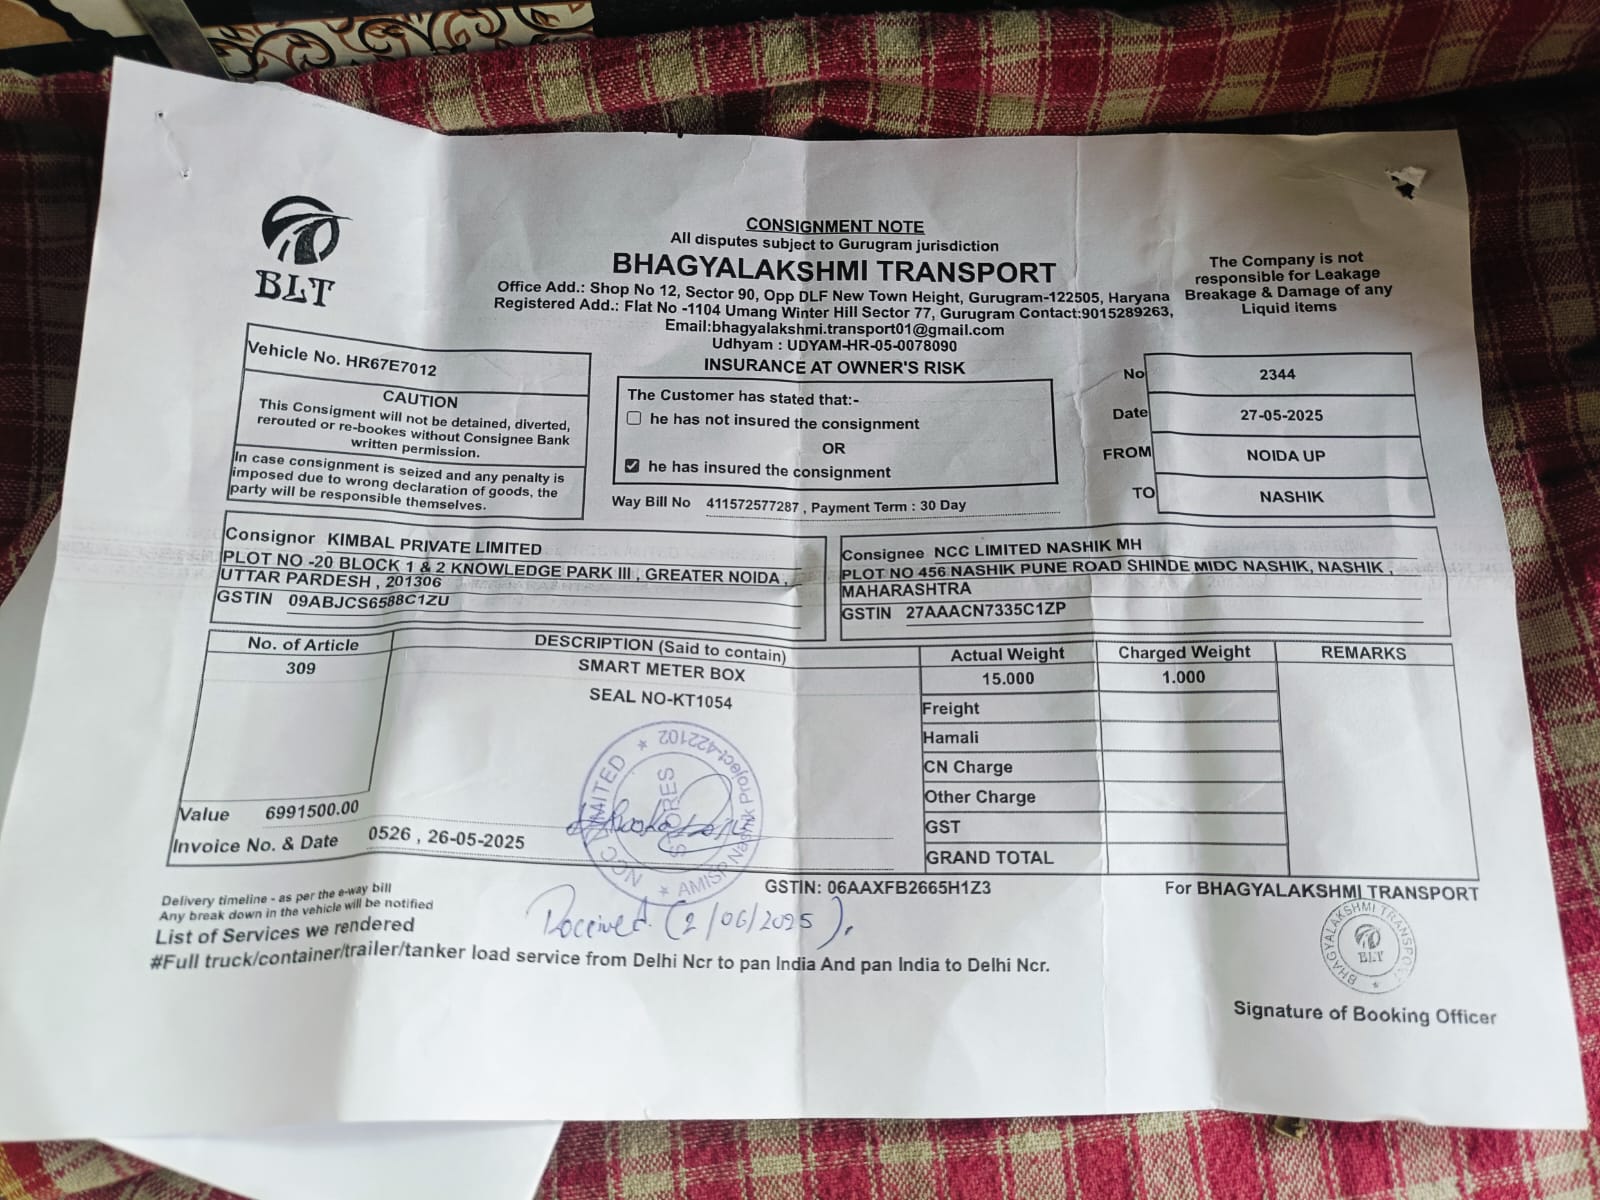 BLT
CONSIGNMENT NOTE
All disputes subject to Gurugram jurisdiction
BHAGYALAKSHMI TRANSPORT
Office Add.: Shop No 12, Sector 90, Opp DLF New Town Height, Gurugram-122505, Haryana
Registered Add.: Flat No -1104 Umang Winter Hill Sector 77, Gurugram Contact:9015289263,
Email:bhagyalakshmi.transport01@gmail.com
Udhyam : UDYAM-HR-05-0078090
The Company is not
responsible for Leakage
Breakage & Damage of any
Liquid items
Vehicle No. HR67E7012
CAUTION
This Consigment will not be detained, diverted,
rerouted or re-bookes without Consignee Bank
written permission.
In case consignment is seized and any penalty is
imposed due to wrong declaration of goods, the
party will be responsible themselves.
INSURANCE AT OWNER'S RISK
The Customer has stated that:-
he has not insured the consignment
OR
he has insured the consignment
Way Bill No 411572577287 , Payment Term : 30 Day
No 2344
Date 27-05-2025
FROM NOIDA UP
TO NASHIK
Consignor KIMBAL PRIVATE LIMITED
PLOT NO -20 BLOCK 1 & 2 KNOWLEDGE PARK III , GREATER NOIDA ,
UTTAR PARDESH , 201306
GSTIN 09ABJCS6588C1ZU
Consignee NCC LIMITED NASHIK MH
PLOT NO 456 NASHIK PUNE ROAD SHINDE MIDC NASHIK, NASHIK ,
MAHARASHTRA
GSTIN 27AAACN7335C1ZP
No. of Article DESCRIPTION (Said to contain) Actual Weight Charged Weight REMARKS
309 SMART METER BOX 15.000 1.000
SEAL NO-KT1054
Freight
Hamali
CN Charge
Other Charge
GST
GRAND TOTAL
Value 6991500.00
Invoice No. & Date 0526 , 26-05-2025
NCC LIMITED ★ AMISP Nashik Project-422102 ★
STORES
GSTIN: 06AAXFB2665H1Z3
For BHAGYALAKSHMI TRANSPORT
Delivery timeline - as per the e-way bill
Any break down in the vehicle will be notified
List of Services we rendered
#Full truck/container/trailer/tanker load service from Delhi Ncr to pan India And pan India to Delhi Ncr.
Received. (2/06/2025).
BHAGYALAKSHMI TRANSPORT ★
BLT
Signature of Booking Officer